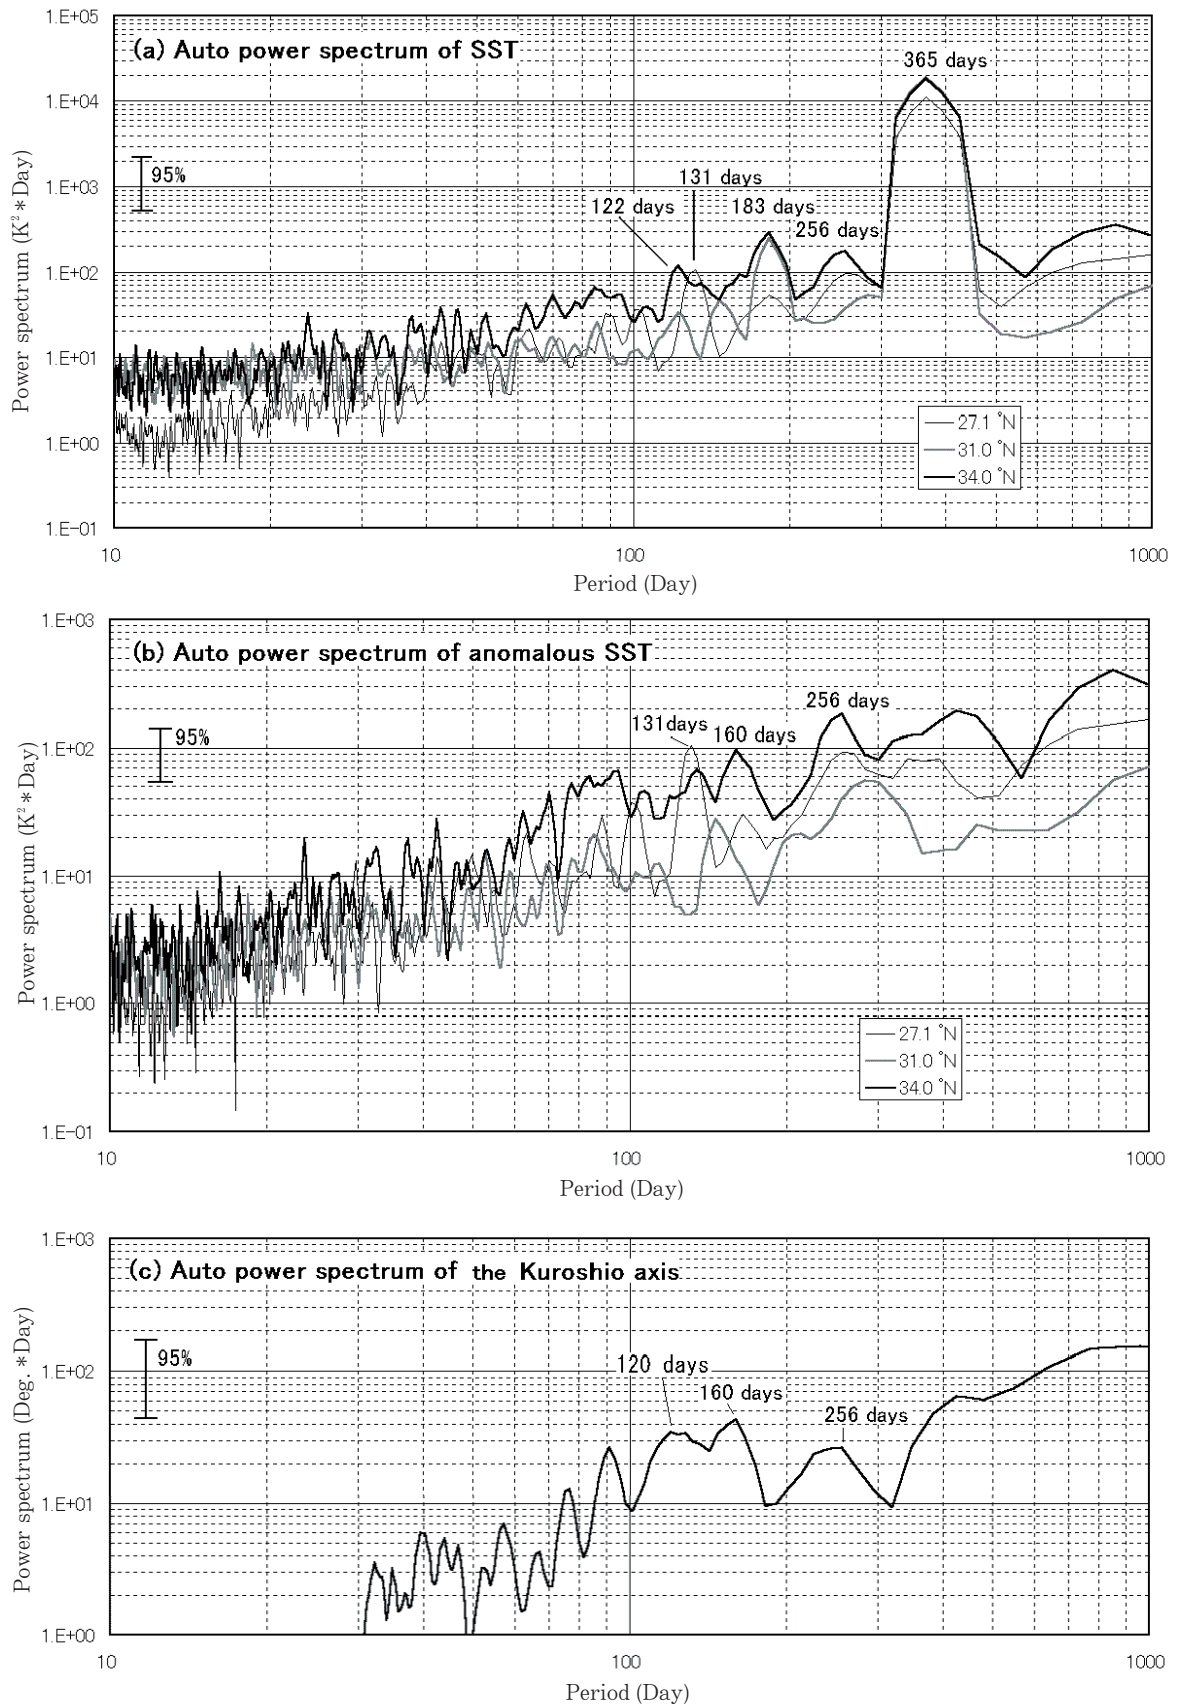 (a) Auto power spectrum of SST
365 days
131 days
122 days
183 days
256 days
95%
Power spectrum (K²*Day)
1.E+05
1.E+04
1.E+03
1.E+02
1.E+01
1.E+00
1.E-01
27.1 °N
31.0 °N
34.0 °N
10
100
1000
Period (Day)
(b) Auto power spectrum of anomalous SST
256 days
131days
160 days
95%
Power spectrum (K²*Day)
1.E+03
1.E+02
1.E+01
1.E+00
1.E-01
27.1 °N
31.0 °N
34.0 °N
10
100
1000
Period (Day)
(c) Auto power spectrum of the Kuroshio axis
95%
120 days
160 days
256 days
Power spectrum (Deg. *Day)
1.E+03
1.E+02
1.E+01
1.E+00
10
100
1000
Period (Day)